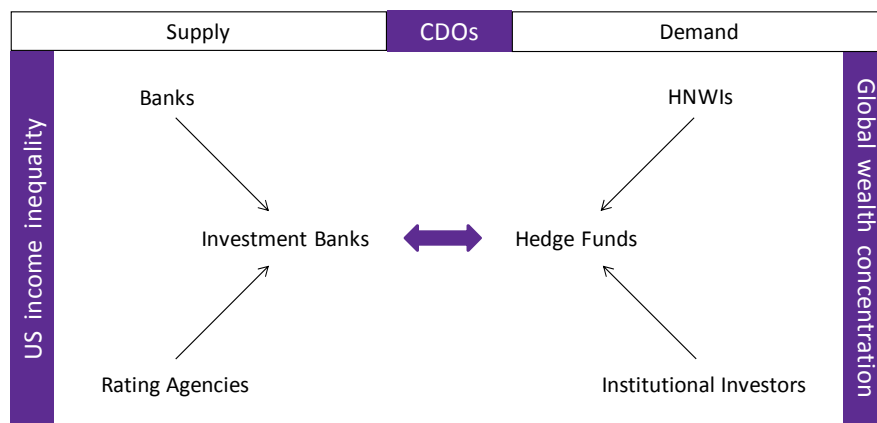 Supply
CDOs
Demand
US income inequality
Banks
HNWIs
Investment Banks
Hedge Funds
Rating Agencies
Institutional Investors
Global wealth concentration